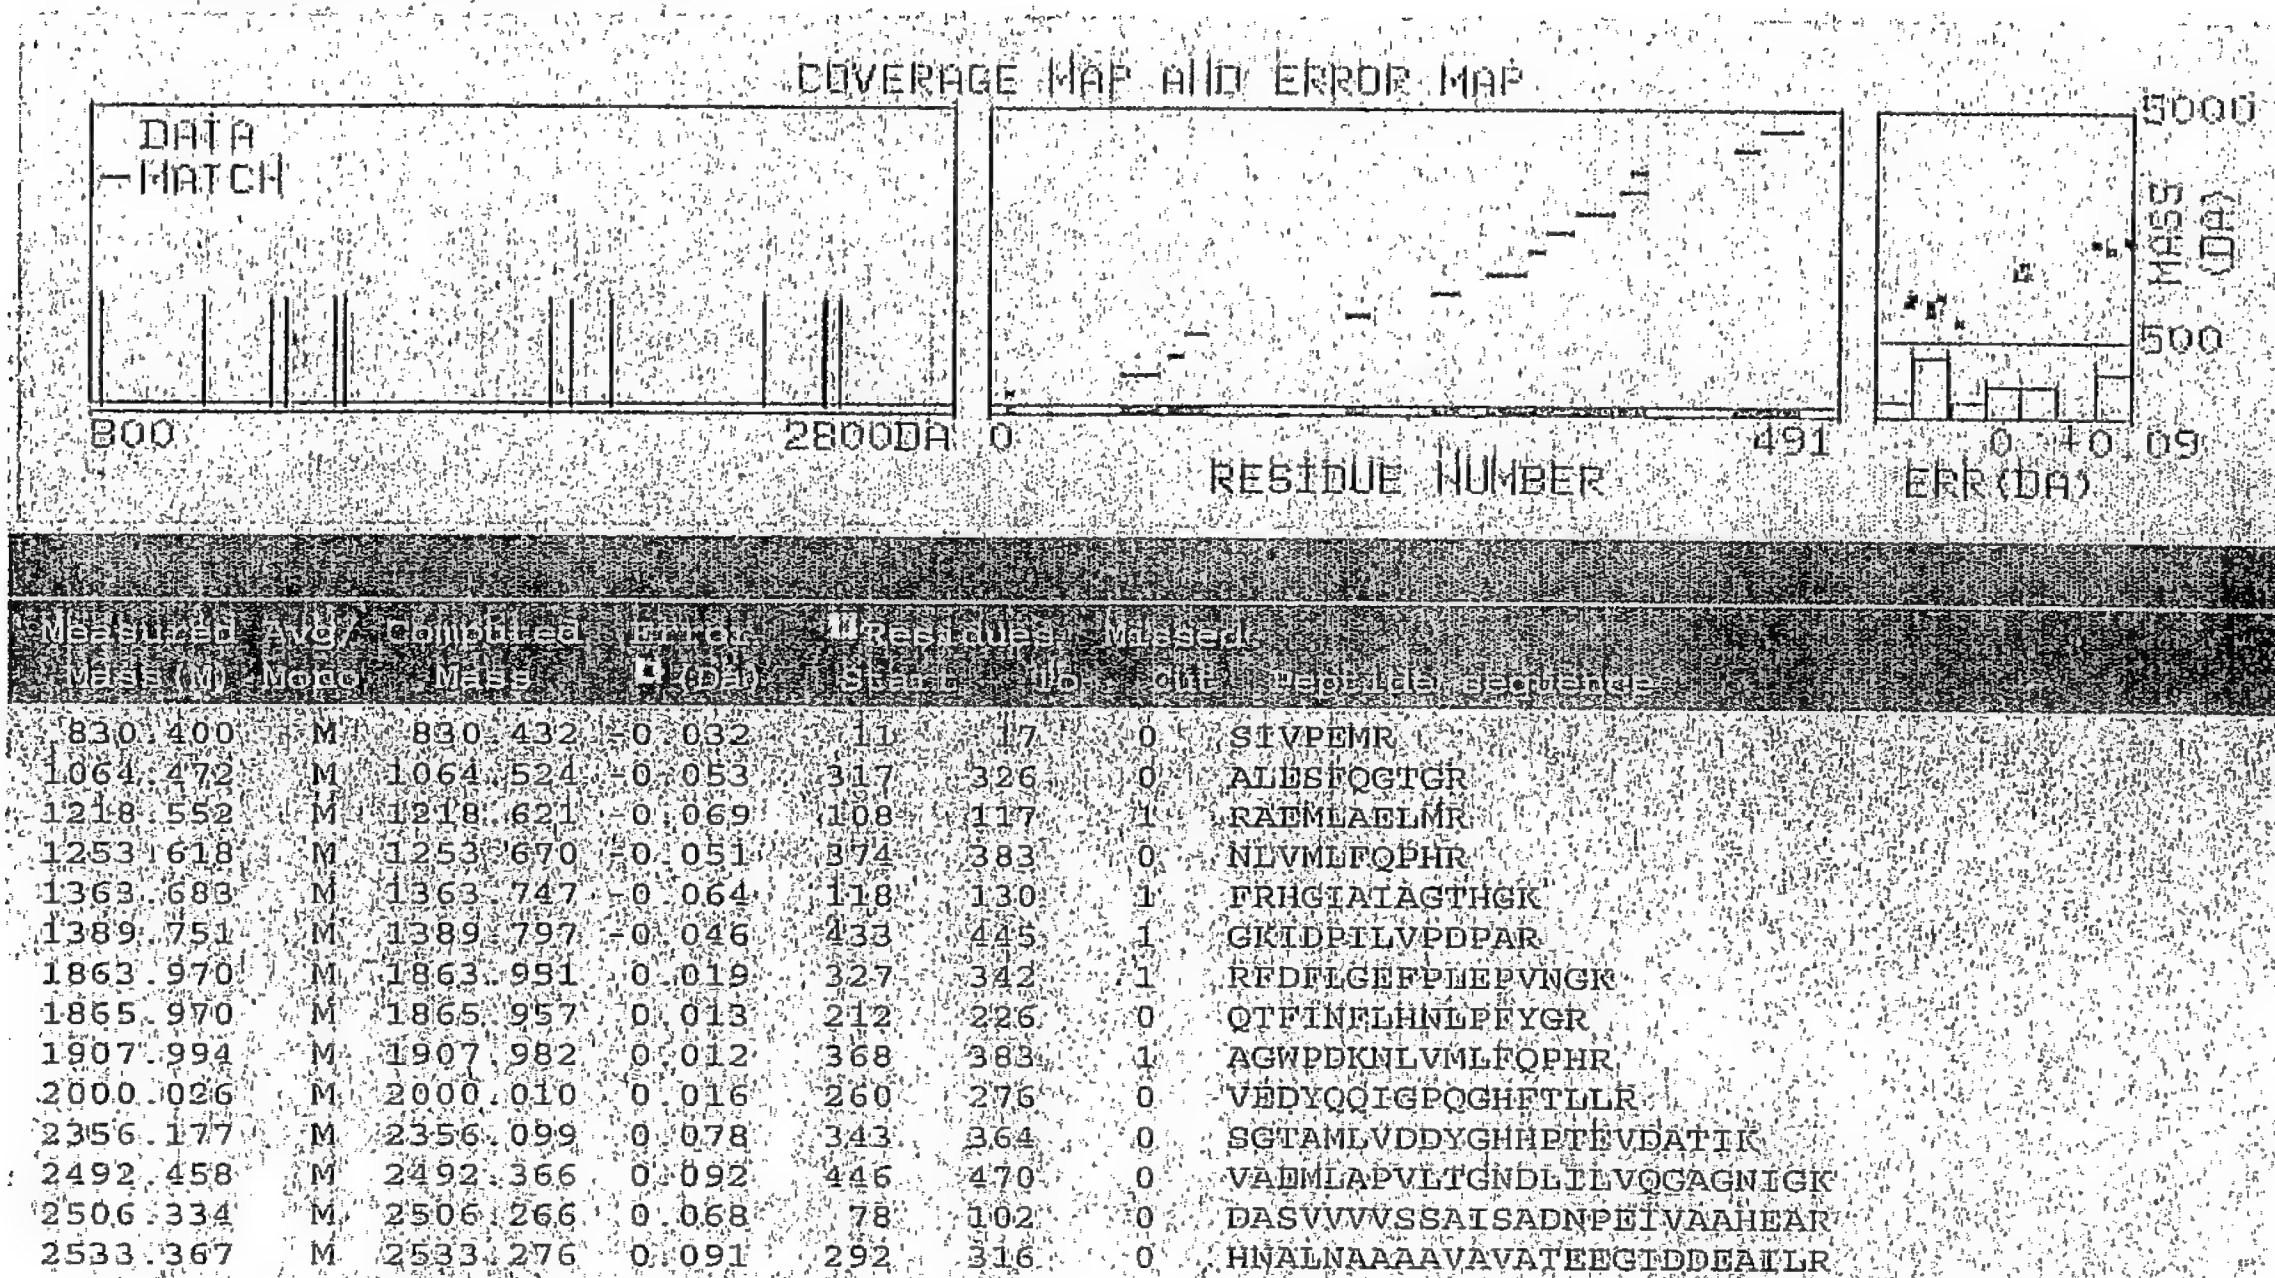 COVERAGE MAP AND ERROR MAP
DATA
MATCH
5000
MASS
(DA)
500
800 2800DA 0 491 0 +0.09
RESIDUE NUMBER ERR(DA)
Measured Avg/ Computed Error Residues Missed
Mass (M) Mono Mass (Da) Start To Cut Peptide sequence
830.400 M 830.432 -0.032 11 17 0 SIVPEMR
1064.472 M 1064.524 -0.053 317 326 0 ALESFQGTGR
1218.552 M 1218.621 -0.069 108 117 1 RAEMLAELMR
1253.618 M 1253.670 -0.051 374 383 0 NLVMLFQPHR
1363.683 M 1363.747 -0.064 118 130 1 FRHGIAIAGTHGK
1389.751 M 1389.797 -0.046 433 445 1 GKIDPILVPDPAR
1863.970 M 1863.951 0.019 327 342 1 RFDFLGEFPLEPVNGK
1865.970 M 1865.957 0.013 212 226 0 QTFINFLHNLPFYGR
1907.994 M 1907.982 0.012 368 383 1 AGWPDKNLVMLFQPHR
2000.026 M 2000.010 0.016 260 276 0 VEDYQQIGPQGHFTLLR
2356.177 M 2356.099 0.078 343 364 0 SGTAMLVDDYGHHPTEVDATIK
2492.458 M 2492.366 0.092 446 470 0 VAEMLAPVLTGNDLILVQGAGNIGK
2506.334 M 2506.266 0.068 78 102 0 DASVVVVSSAISADNPEIVAAHEAR
2533.367 M 2533.276 0.091 292 316 0 HNALNAAAAVAVATEEGIDDEAILR